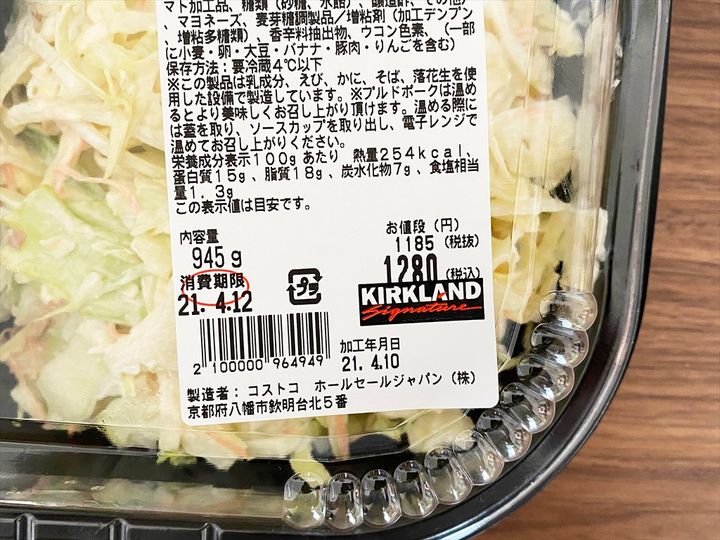 マト加工品、糖類（砂糖、水飴）、醸造酢、その他）
、マヨネーズ、麦芽糖調製品／増粘剤（加工デンプン
、増粘多糖類）、香辛料抽出物、ウコン色素、（一部
に小麦・卵・大豆・バナナ・豚肉・りんごを含む）
保存方法：要冷蔵4℃以下
※この製品は乳成分、えび、かに、そば、落花生を使
用した設備で製造しています。※プルドポークは温め
るとより美味しくお召し上がり頂けます。温める際に
は蓋を取り、ソースカップを取り出し、電子レンジで
温めてお召し上がりください。
栄養成分表示100gあたり　熱量254kcal、
蛋白質15g、脂質18g、炭水化物7g、食塩相当
量1.3g
この表示値は目安です。
内容量
945g
お値段（円）
1185（税抜）
1280（税込）
消費期限
21. 4.12
プラ
KIRKLAND
Signature
2 100000 964949
加工年月日
21. 4.10
製造者：コストコ　ホールセールジャパン（株）
京都府八幡市欽明台北5番